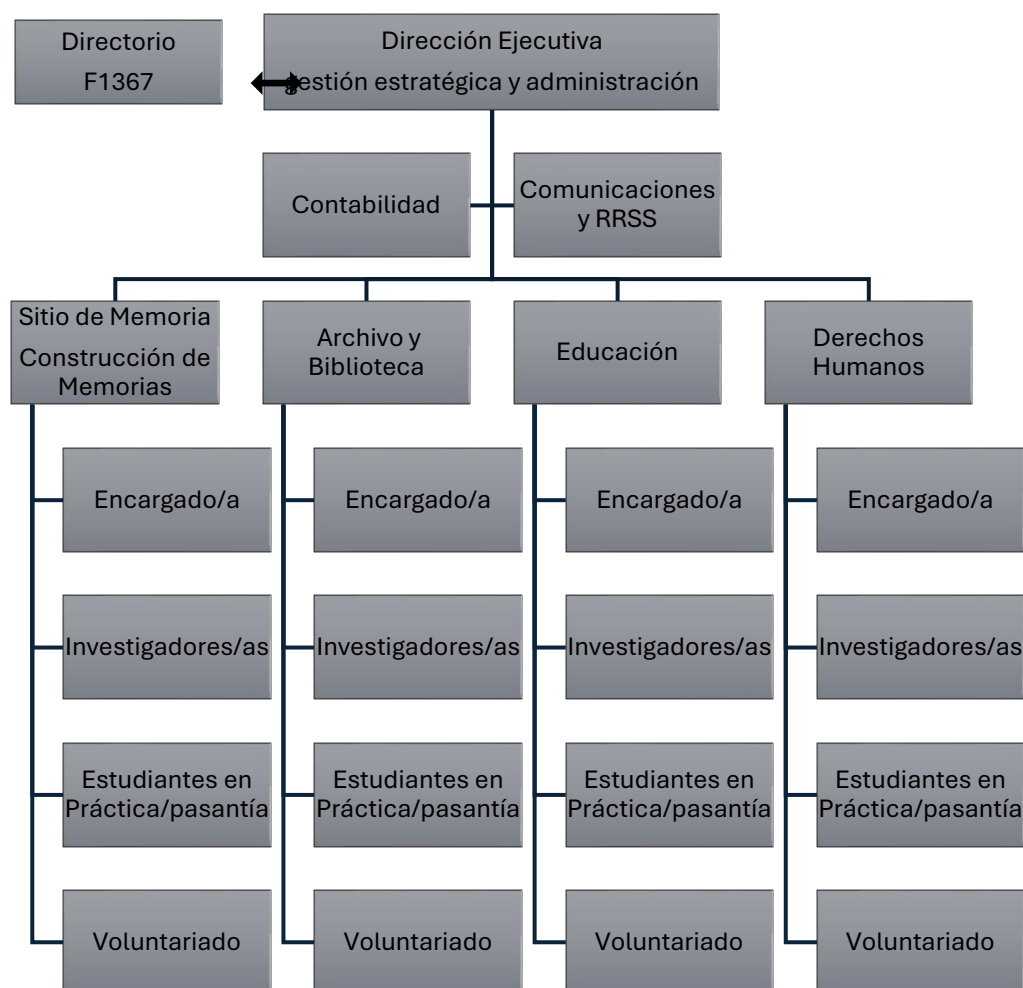 Directorio
F1367
Dirección Ejecutiva
gestión estratégica y administración
Contabilidad
Comunicaciones
y RRSS
Sitio de Memoria
Construcción de
Memorias
Archivo y
Biblioteca
Educación
Derechos
Humanos
Encargado/a
Encargado/a
Encargado/a
Encargado/a
Investigadores/as
Investigadores/as
Investigadores/as
Investigadores/as
Estudiantes en
Práctica/pasantía
Estudiantes en
Práctica/pasantía
Estudiantes en
Práctica/pasantía
Estudiantes en
Práctica/pasantía
Voluntariado
Voluntariado
Voluntariado
Voluntariado